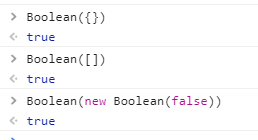 > Boolean({})
<· true
> Boolean([])
<· true
> Boolean(new Boolean(false))
<· true